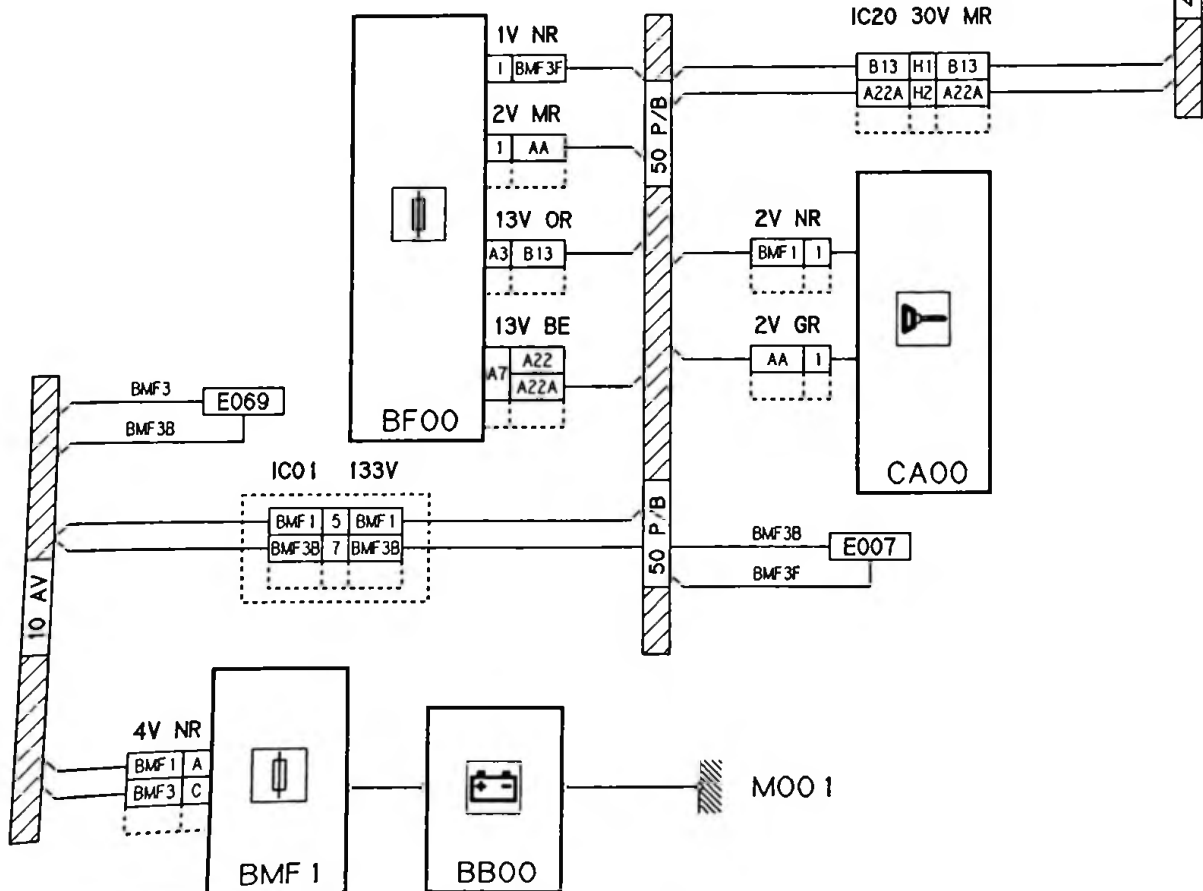 IC20 30V MR
1V NR
1 BMF3F
B13 H1 B13
A22A H2 A22A
2V MR
1 AA
50 P/B
13V OR
A3 B13
2V NR
BMF1 1
13V BE
A7 A22
A22A
2V GR
AA 1
BF00
CA00
BMF3
E069
BMF3B
IC01 133V
BMF1 5 BMF1
BMF3B 7 BMF3B
50 P/B
BMF3B
E007
BMF3F
10 AV
4V NR
BMF1 A
BMF3 C
M001
BMF1
BB00